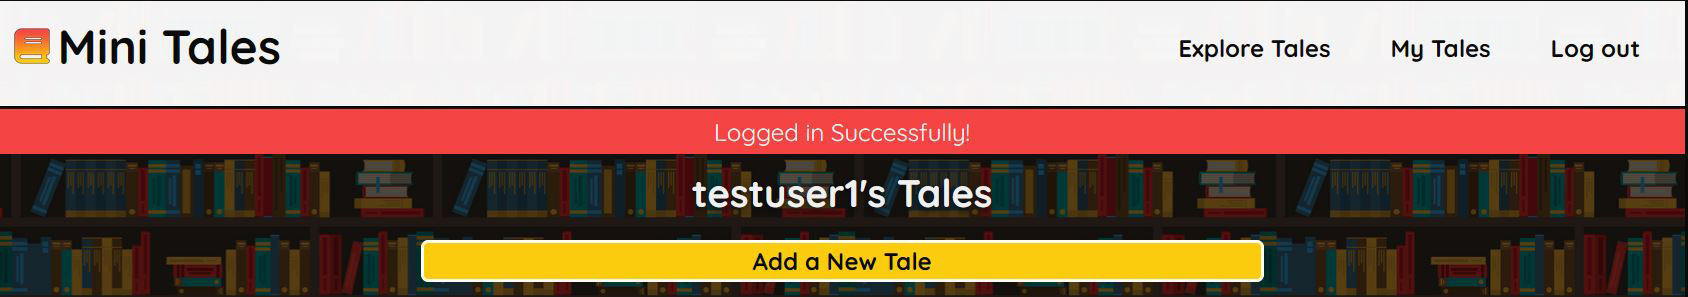 Mini Tales
Explore Tales
My Tales
Log out
Logged in Successfully!
testuser1's Tales
Add a New Tale